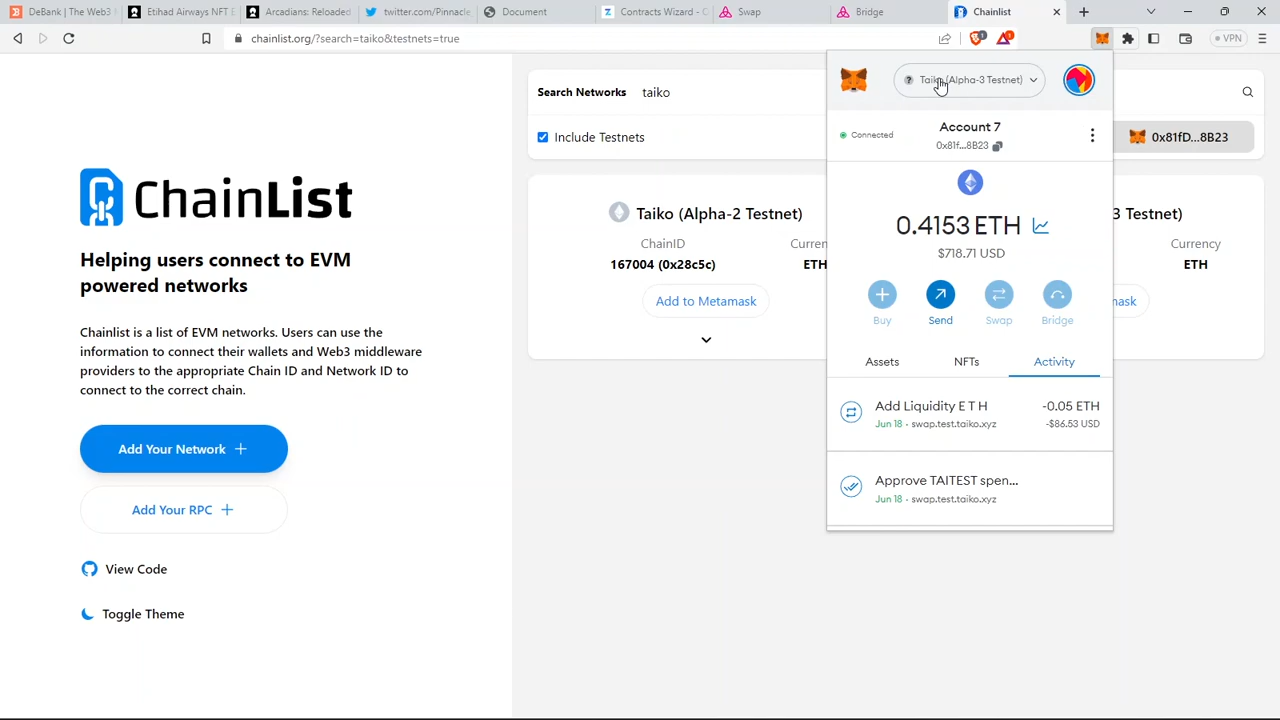 DeBank | The Web3
Etihad Airways NFT E
Arcadians: Reloaded
twitter.com/Pinnacle
Document
Contracts Wizard - C
Swap
Bridge
Chainlist
chainlist.org/?search=taiko&testnets=true
1
1
VPN
ChainList
Helping users connect to EVM
powered networks
Chainlist is a list of EVM networks. Users can use the
information to connect their wallets and Web3 middleware
providers to the appropriate Chain ID and Network ID to
connect to the correct chain.
Add Your Network
Add Your RPC
View Code
Toggle Theme
Search Networks taiko
Include Testnets
0x81fD...8B23
Taiko (Alpha-2 Testnet)
ChainID
167004 (0x28c5c)
Curren
ETH
Add to Metamask
3 Testnet)
Currency
ETH
mask
Taiko (Alpha-3 Testnet)
Connected
Account 7
0x81f...8B23
0.4153 ETH
$718.71 USD
Buy
Send
Swap
Bridge
Assets
NFTs
Activity
Add Liquidity E T H
-0.05 ETH
Jun 18 · swap.test.taiko.xyz
-$86.53 USD
Approve TAITEST spen...
Jun 18 · swap.test.taiko.xyz